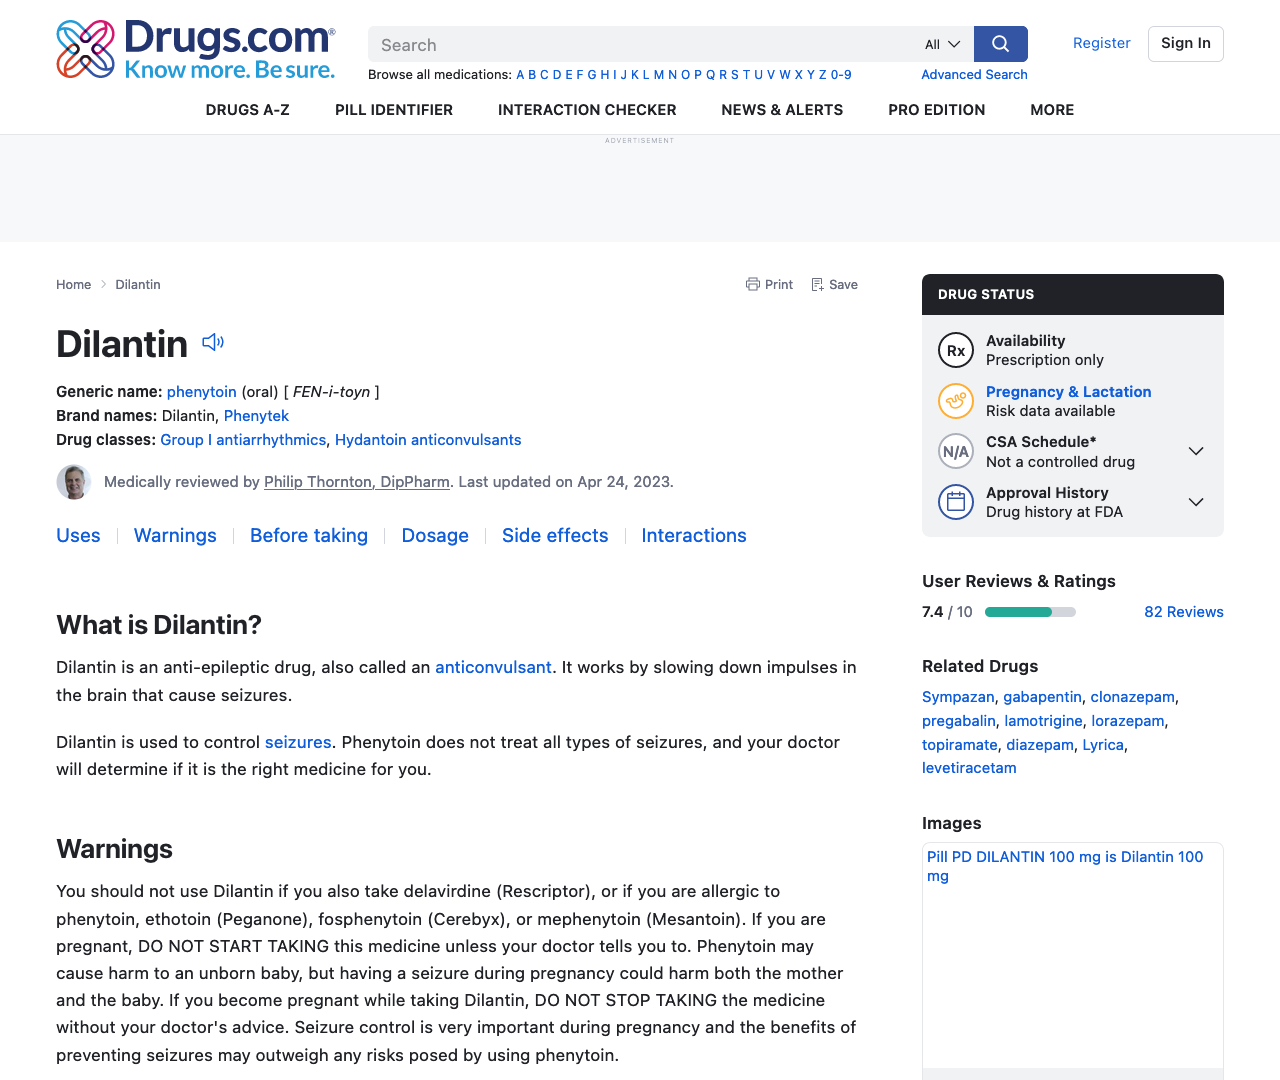 Drugs.com®
Know more. Be sure.
Search
All
Register
Sign In
Browse all medications: A B C D E F G H I J K L M N O P Q R S T U V W X Y Z 0-9
Advanced Search
DRUGS A-Z
PILL IDENTIFIER
INTERACTION CHECKER
NEWS & ALERTS
PRO EDITION
MORE
ADVERTISEMENT
Home
Dilantin
Print
Save
Dilantin
Generic name: phenytoin (oral) [ FEN-i-toyn ]
Brand names: Dilantin, Phenytek
Drug classes: Group I antiarrhythmics, Hydantoin anticonvulsants
Medically reviewed by Philip Thornton, DipPharm. Last updated on Apr 24, 2023.
Uses
Warnings
Before taking
Dosage
Side effects
Interactions
What is Dilantin?
Dilantin is an anti-epileptic drug, also called an anticonvulsant. It works by slowing down impulses in
the brain that cause seizures.
Dilantin is used to control seizures. Phenytoin does not treat all types of seizures, and your doctor
will determine if it is the right medicine for you.
Warnings
You should not use Dilantin if you also take delavirdine (Rescriptor), or if you are allergic to
phenytoin, ethotoin (Peganone), fosphenytoin (Cerebyx), or mephenytoin (Mesantoin). If you are
pregnant, DO NOT START TAKING this medicine unless your doctor tells you to. Phenytoin may
cause harm to an unborn baby, but having a seizure during pregnancy could harm both the mother
and the baby. If you become pregnant while taking Dilantin, DO NOT STOP TAKING the medicine
without your doctor's advice. Seizure control is very important during pregnancy and the benefits of
preventing seizures may outweigh any risks posed by using phenytoin.
DRUG STATUS
Rx
Availability
Prescription only
Pregnancy & Lactation
Risk data available
N/A
CSA Schedule*
Not a controlled drug
Approval History
Drug history at FDA
User Reviews & Ratings
7.4 / 10
82 Reviews
Related Drugs
Sympazan, gabapentin, clonazepam,
pregabalin, lamotrigine, lorazepam,
topiramate, diazepam, Lyrica,
levetiracetam
Images
Pill PD DILANTIN 100 mg is Dilantin 100
mg